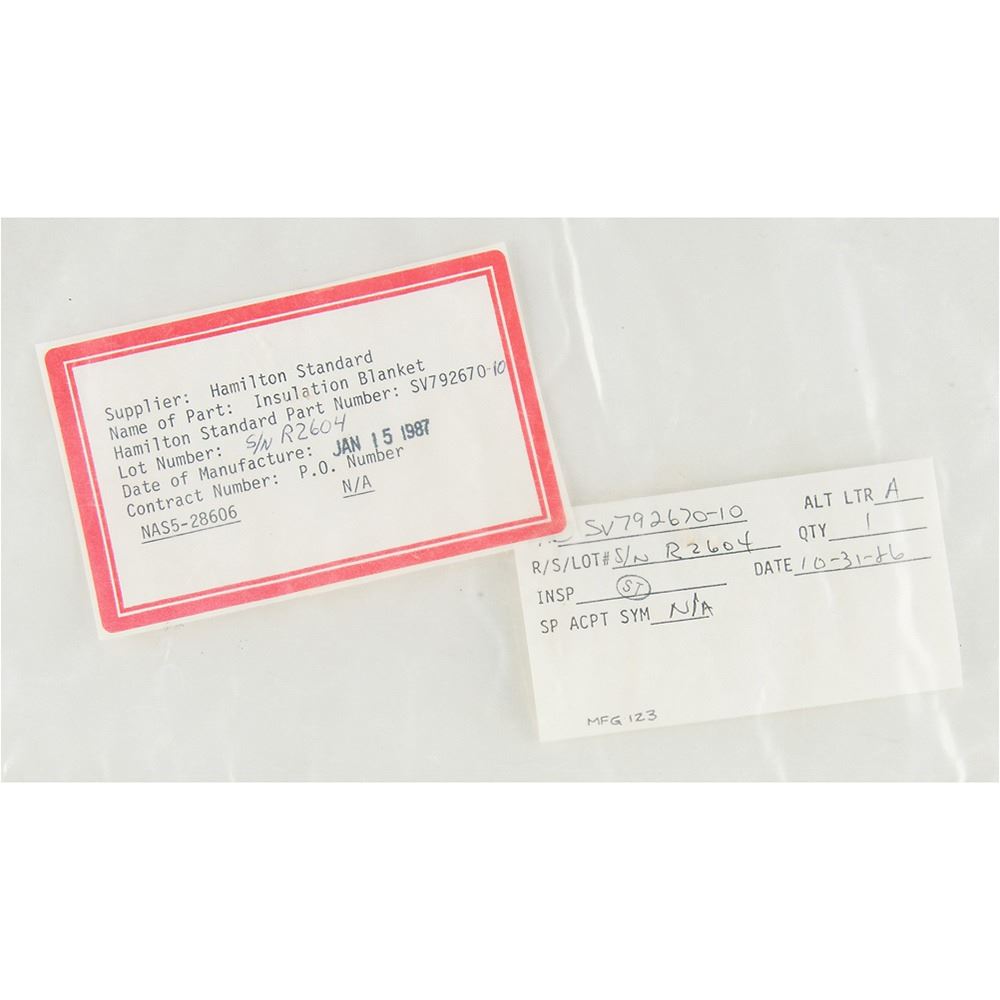 Supplier: Hamilton Standard
Name of Part: Insulation Blanket
Hamilton Standard Part Number: SV792670-10
Lot Number: S/N R2604
Date of Manufacture: JAN 15 1987
Contract Number: P.O. Number
NAS5-28606 N/A
SV792670-10 ALT LTR A
R/S/LOT# S/N R2604 QTY 1
INSP ST DATE 10-31-86
SP ACPT SYM N/A
MFG 123